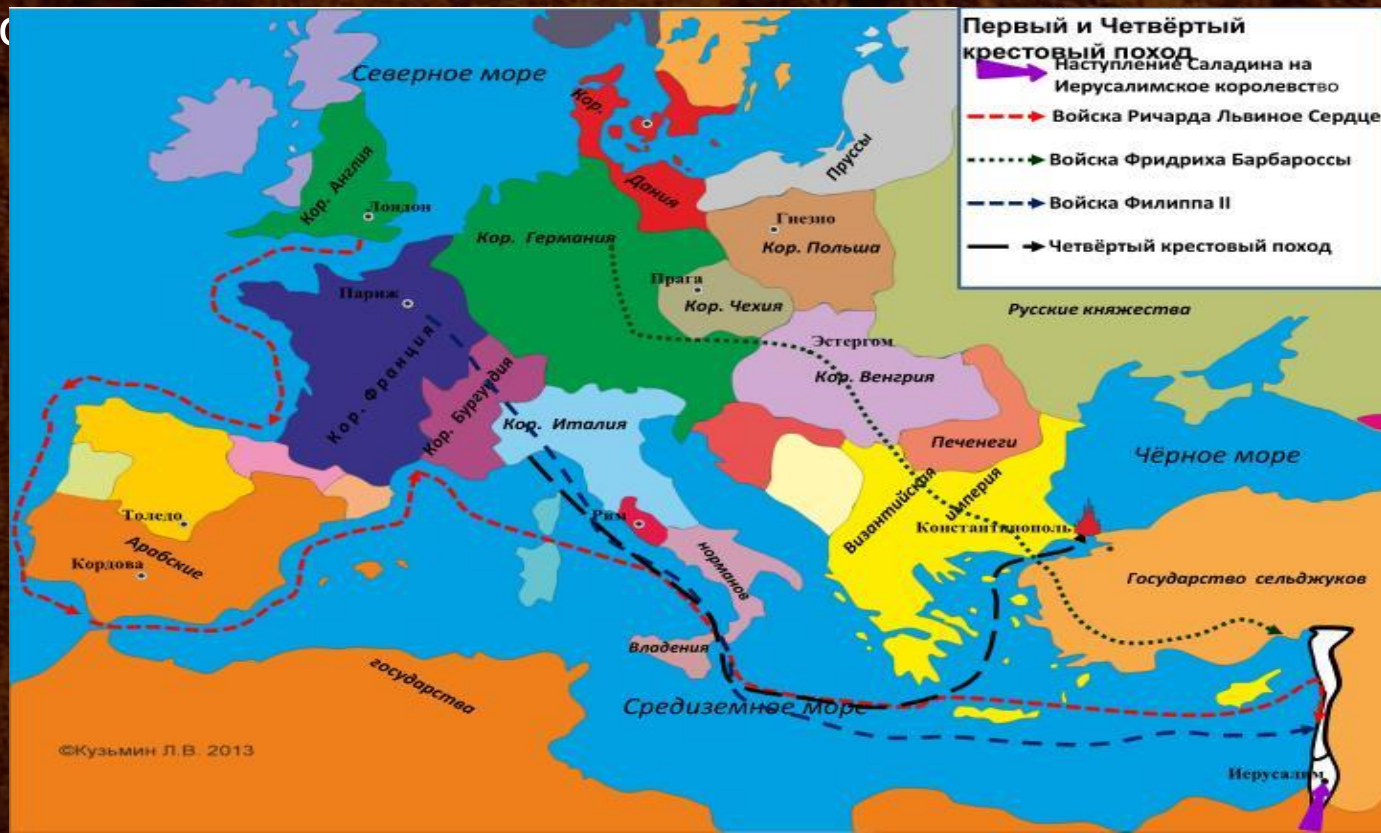 Первый и Четвёртый
крестовый поход
Наступление Саладина на
Иерусалимское королевство
Войска Ричарда Львиное Сердце
Войска Фридриха Барбароссы
Войска Филиппа II
Четвёртый крестовый поход
Северное море
Кор.
Дания
Пруссы
Кор. Англия
Лондон
Кор. Германия
Гнезно
Кор. Польша
Прага
Кор. Чехия
Париж
Кор. Франция
Кор. Бургундия
Кор. Италия
Русские княжества
Эстергом
Кор. Венгрия
Печенеги
Чёрное море
Византийская
империя
Константинополь
Государство сельджуков
Толедо
Арабские
Кордова
Рим
норманов
Владения
государства
Средиземное море
Иерусалим
©Кузьмин Л.В. 2013